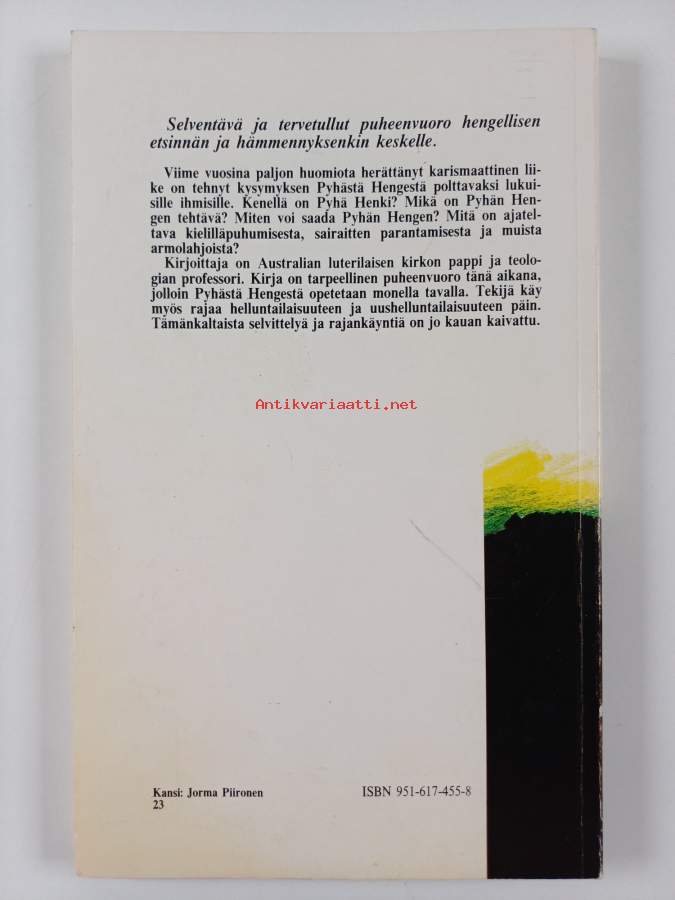 Selventävä ja tervetullut puheenvuoro hengellisen
etsinnän ja hämmennyksenkin keskelle.
Viime vuosina paljon huomiota herättänyt karismaattinen lii-
ke on tehnyt kysymyksen Pyhästä Hengestä polttavaksi lukui-
sille ihmisille. Kenellä on Pyhä Henki? Mikä on Pyhän Hen-
gen tehtävä? Miten voi saada Pyhän Hengen? Mitä on ajatel-
tava kielilläpuhumisesta, sairaitten parantamisesta ja muista
armolahjoista?
Kirjoittaja on Australian luterilaisen kirkon pappi ja teolo-
gian professori. Kirja on tarpeellinen puheenvuoro tänä aikana,
jolloin Pyhästä Hengestä opetetaan monella tavalla. Tekijä käy
myös rajaa helluntailaisuuteen ja uushelluntailaisuuteen päin.
Tämänkaltaista selvittelyä ja rajankäyntiä on jo kauan kaivattu.
Antikvariaatti.net
Kansi: Jorma Piironen
23
ISBN 951-617-455-8